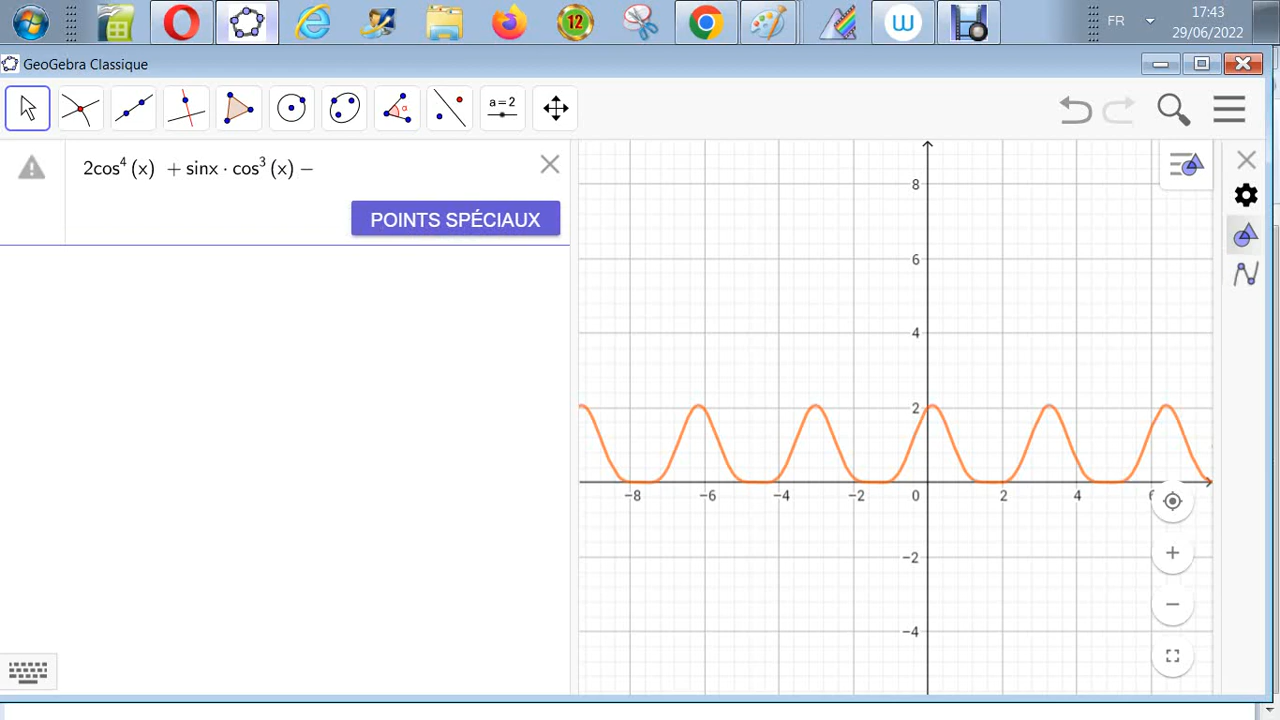 12
W
FR
17:43
29/06/2022
GeoGebra Classique
α
a=2
2cos⁴(x) + sinx · cos³(x) −
POINTS SPÉCIAUX
8
6
4
2
−8 −6 −4 −2 0 2 4
−2
−4